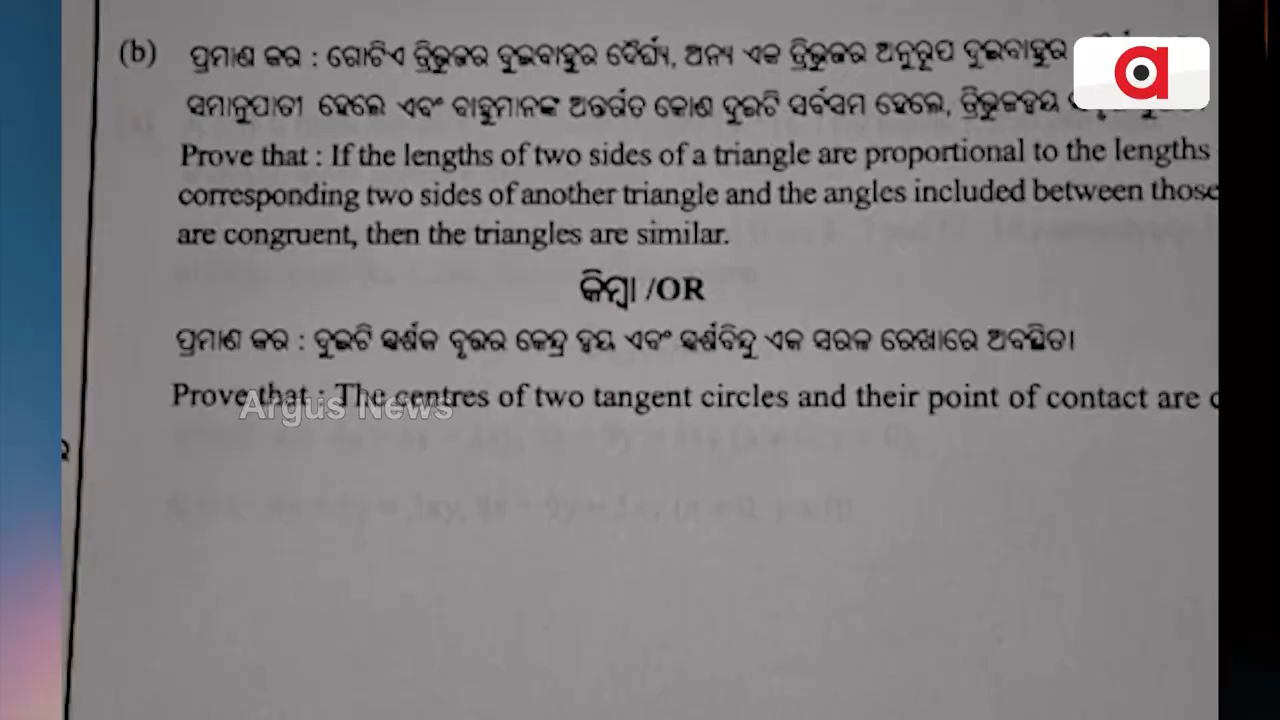 (b) ପ୍ରମାଣ କର : ଗୋଟିଏ ତ୍ରିଭୁଜର ଦୁଇବାହୁର ଦୈର୍ଘ୍ୟ, ଅନ୍ୟ ଏକ ତ୍ରିଭୁଜର ଅନୁରୂପ ଦୁଇବାହୁର
ସମାନୁପାତୀ ହେଲେ ଏବଂ ବାହୁମାନଙ୍କ ଅନ୍ତର୍ଗତ କୋଣ ଦୁଇଟି ସର୍ବସମ ହେଲେ, ତ୍ରିଭୁଜଦ୍ୱୟ
Prove that : If the lengths of two sides of a triangle are proportional to the lengths
corresponding two sides of another triangle and the angles included between those
are congruent, then the triangles are similar.
କିମ୍ବା /OR
ପ୍ରମାଣ କର : ଦୁଇଟି ସ୍ପର୍ଶକ ବୃତ୍ତର କେନ୍ଦ୍ର ଦ୍ୱୟ ଏବଂ ସ୍ପର୍ଶବିନ୍ଦୁ ଏକ ସରଳ ରେଖାରେ ଅବସ୍ଥିତ।
Prove that : The centres of two tangent circles and their point of contact are
Argus News